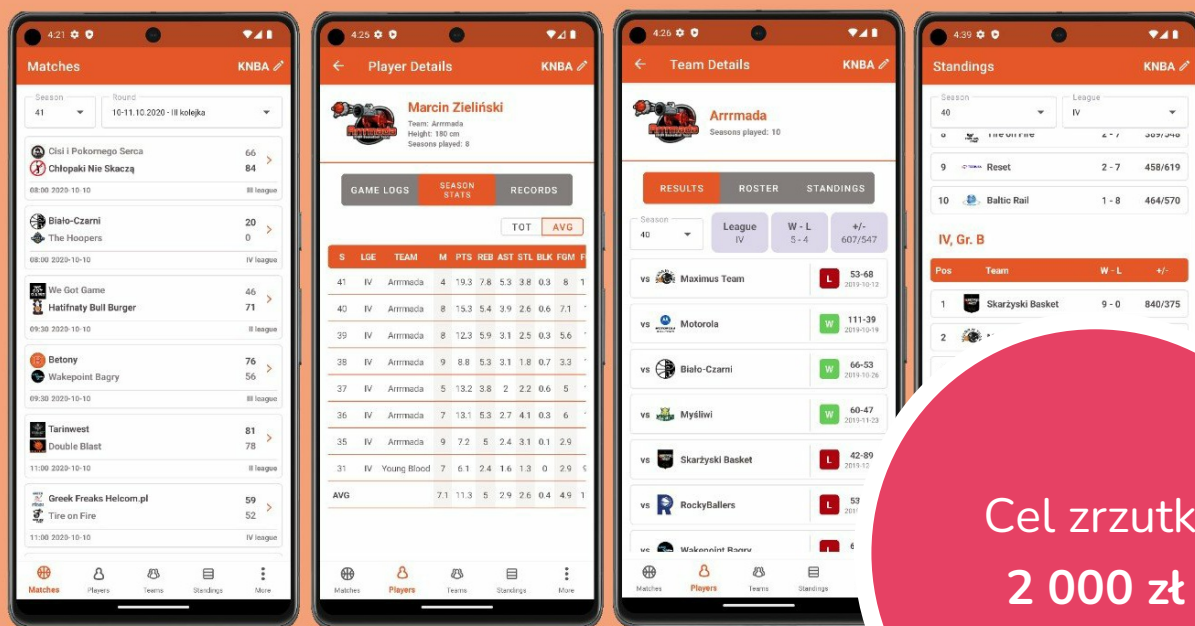 4:21
Matches
KNBA
Season
41
Round
10-11.10.2020 - III kolejka
Cisi i Pokornego Serca 66
Chłopaki Nie Skaczą 84
08:00 2020-10-10 III league
Biało-Czarni 20
The Hoopers 0
08:00 2020-10-10 IV league
We Got Game 46
Hatifnaty Bull Burger 71
09:30 2020-10-10 II league
Betony 76
Wakepoint Bagry 56
09:30 2020-10-10 III league
Tarinwest 81
Double Blast 78
11:00 2020-10-10 II league
Greek Freaks Helcom.pl 59
Tire on Fire 52
11:00 2020-10-10 IV league
Matches Players Teams Standings More
4:25
Player Details KNBA
Marcin Zieliński
Team: Arrrmada
Height: 180 cm
Seasons played: 8
GAME LOGS SEASON STATS RECORDS
TOT AVG
S LGE TEAM M PTS REB AST STL BLK FGM
41 IV Arrrmada 4 19.3 7.8 5.3 3.8 0.3 8
40 IV Arrrmada 8 15.3 5.4 3.9 2.6 0.6 7.1
39 IV Arrrmada 8 12.3 5.9 3.1 2.5 0.3 5.6
38 IV Arrrmada 9 8.8 5.3 3.1 1.8 0.7 3.3
37 IV Arrrmada 5 13.2 3.8 2 2.2 0.6 5
36 IV Arrrmada 7 13.1 5.3 2.7 4.1 0.3 6
35 IV Arrrmada 9 7.2 5 2.4 3.1 0.1 2.9
31 IV Young Blood 7 6.1 2.4 1.6 1.3 0 2.9
AVG 7.1 11.3 5 2.9 2.6 0.4 4.9
Matches Players Teams Standings More
4:26
Team Details KNBA
Arrrmada
Seasons played: 10
RESULTS ROSTER STANDINGS
Season
40
League
IV
W - L
5 - 4
+/-
607/547
vs Maximus Team L 53-68
2019-10-12
vs Motorola W 111-39
2019-10-19
vs Biało-Czarni W 66-53
2019-10-26
vs Myśliwi W 60-47
2019-11-23
vs Skarżyski Basket L 42-89
vs RockyBallers L 53
vs Wakepoint Bagry
Matches Players Teams Standings
4:39
Standings KNBA
Season
40
League
IV
Tire on Fire 2 - 7 389/548
9 Reset 2 - 7 458/619
10 Baltic Rail 1 - 8 464/570
IV, Gr. B
Pos Team W - L +/-
1 Skarżyski Basket 9 - 0 840/375
2
Cel zrzutk
2 000 zł